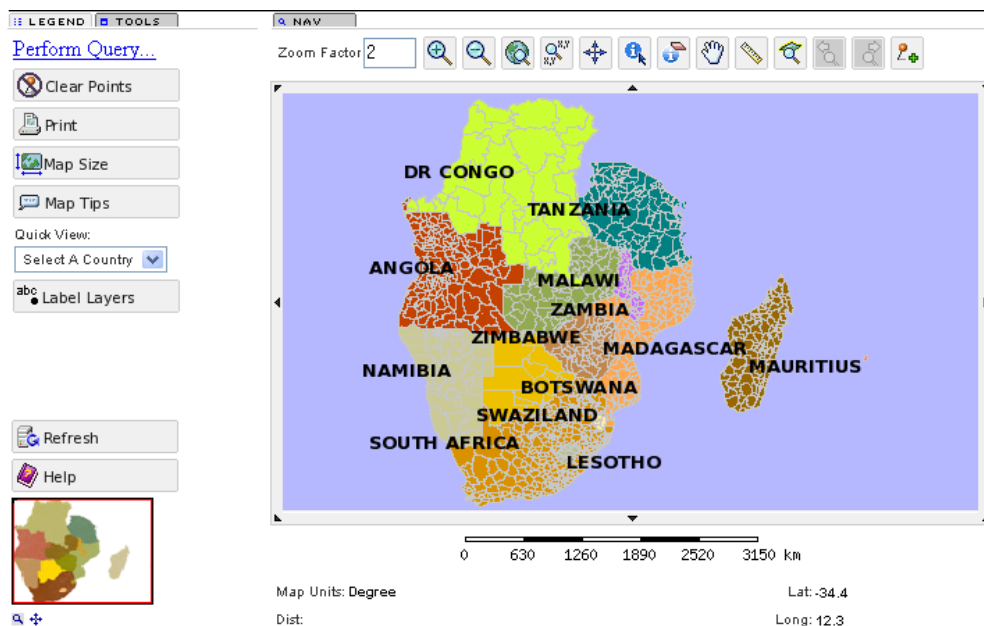 LEGEND TOOLS
NAV
Perform Query...
Zoom Factor 2
x,y
x,y
Clear Points
Print
Map Size
Map Tips
Quick View:
Select A Country
abc Label Layers
DR CONGO
TANZANIA
ANGOLA
MALAWI
ZAMBIA
ZIMBABWE
MADAGASCAR
MAURITIUS
NAMIBIA
BOTSWANA
SWAZILAND
SOUTH AFRICA
LESOTHO
Refresh
Help
0 630 1260 1890 2520 3150 km
Map Units: Degree
Lat: -34.4
Dist:
Long: 12.3